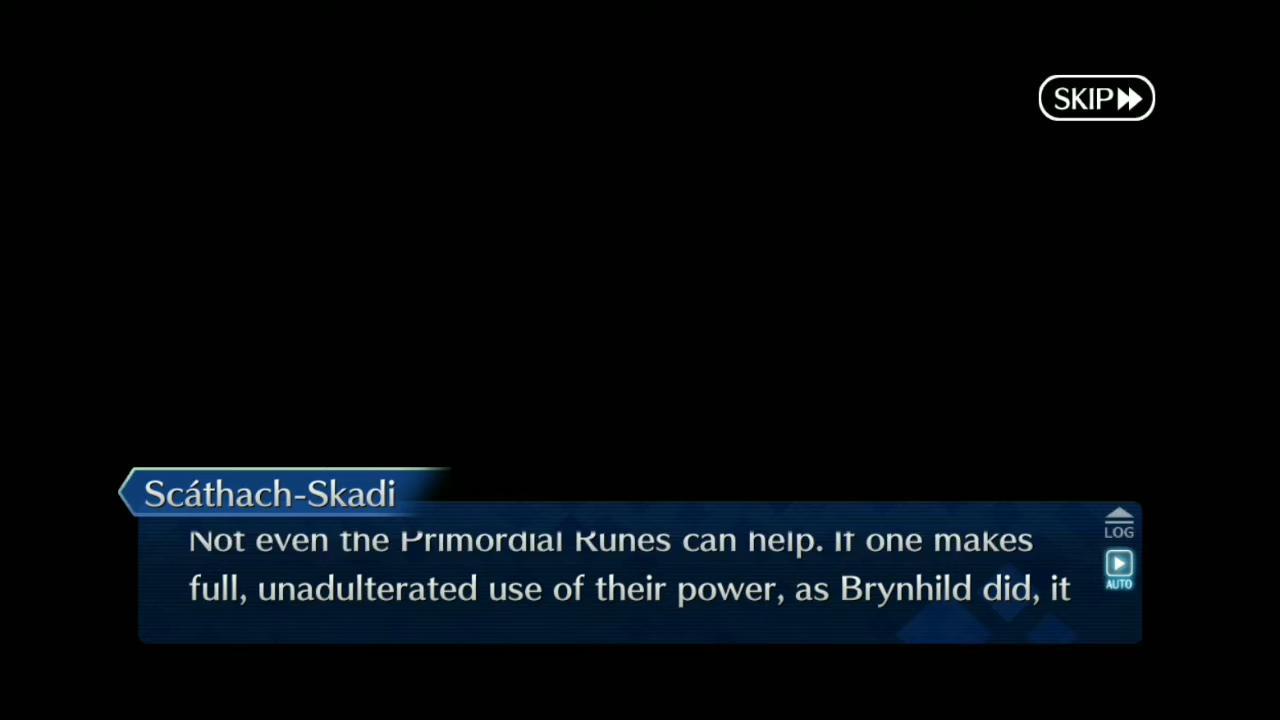 SKIP
Scáthach-Skadi
Not even the Primordial Runes can help. If one makes
full, unadulterated use of their power, as Brynhild did, it
LOG
AUTO